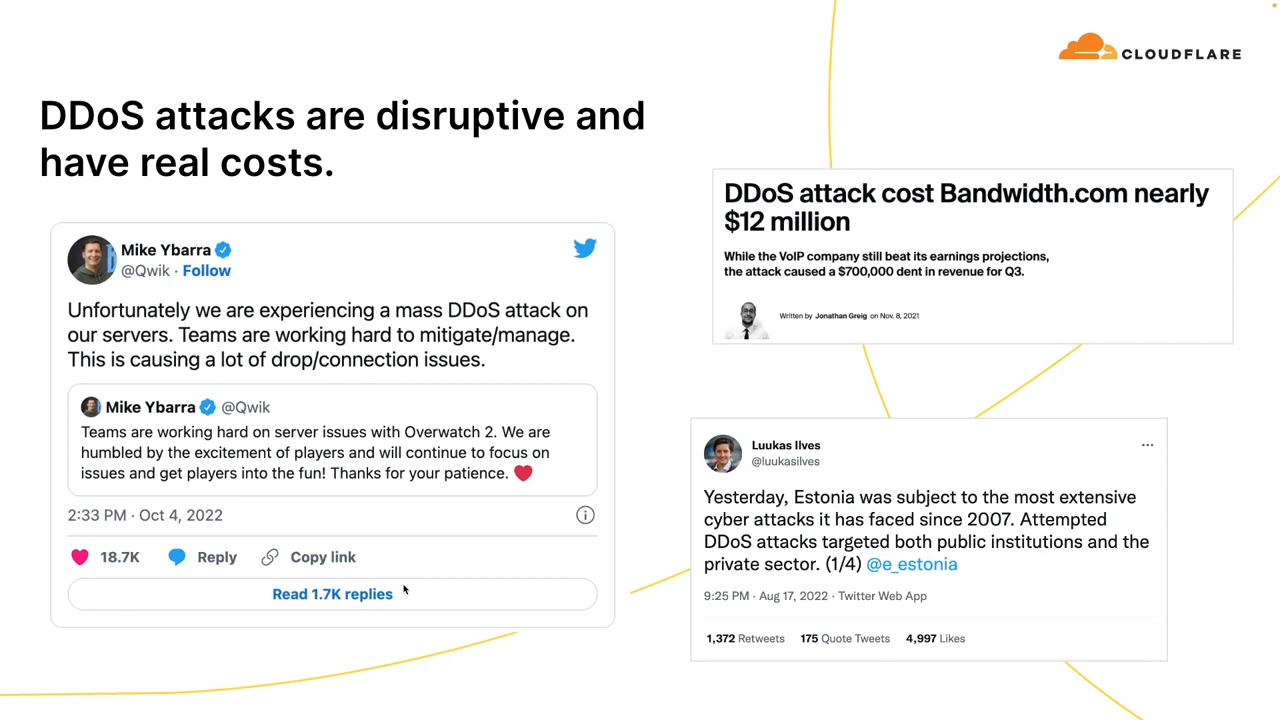 CLOUDFLARE
DDoS attacks are disruptive and
have real costs.
Mike Ybarra
@Qwik · Follow
Unfortunately we are experiencing a mass DDoS attack on
our servers. Teams are working hard to mitigate/manage.
This is causing a lot of drop/connection issues.
Mike Ybarra @Qwik
Teams are working hard on server issues with Overwatch 2. We are
humbled by the excitement of players and will continue to focus on
issues and get players into the fun! Thanks for your patience. ❤️
2:33 PM · Oct 4, 2022
18.7K Reply Copy link
Read 1.7K replies
DDoS attack cost Bandwidth.com nearly
$12 million
While the VoIP company still beat its earnings projections,
the attack caused a $700,000 dent in revenue for Q3.
Written by Jonathan Greig on Nov. 8, 2021
Luukas Ilves
@luukasilves
Yesterday, Estonia was subject to the most extensive
cyber attacks it has faced since 2007. Attempted
DDoS attacks targeted both public institutions and the
private sector. (1/4) @e_estonia
9:25 PM · Aug 17, 2022 · Twitter Web App
1,372 Retweets 175 Quote Tweets 4,997 Likes